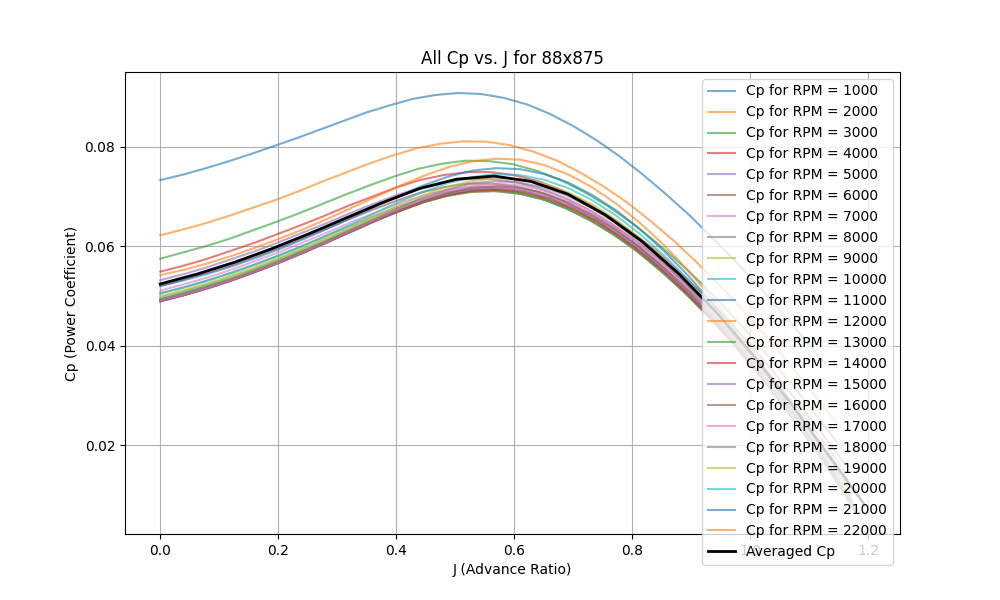 All Cp vs. J for 88x875
Cp (Power Coefficient)
0.08
0.06
0.04
0.02
0.0
0.2
0.4
0.6
0.8
1.0
1.2
J (Advance Ratio)
Cp for RPM = 1000
Cp for RPM = 2000
Cp for RPM = 3000
Cp for RPM = 4000
Cp for RPM = 5000
Cp for RPM = 6000
Cp for RPM = 7000
Cp for RPM = 8000
Cp for RPM = 9000
Cp for RPM = 10000
Cp for RPM = 11000
Cp for RPM = 12000
Cp for RPM = 13000
Cp for RPM = 14000
Cp for RPM = 15000
Cp for RPM = 16000
Cp for RPM = 17000
Cp for RPM = 18000
Cp for RPM = 19000
Cp for RPM = 20000
Cp for RPM = 21000
Cp for RPM = 22000
Averaged Cp